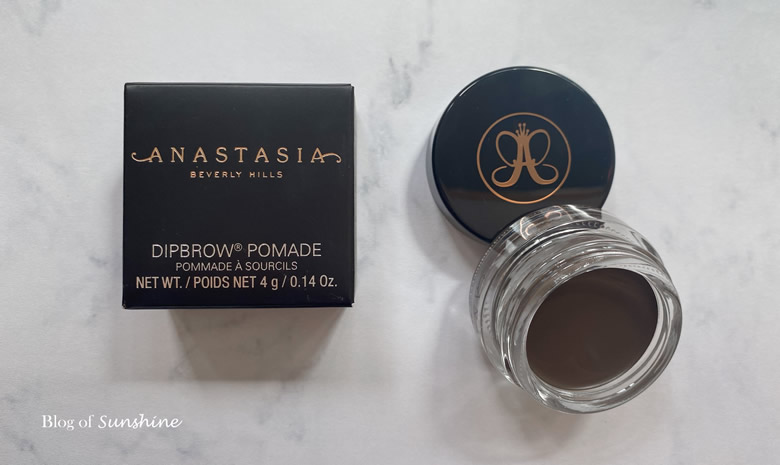 ANASTASIA
BEVERLY HILLS
DIPBROW® POMADE
POMMADE À SOURCILS
NET WT. / POIDS NET 4 g / 0.14 Oz.
A
Blog of Sunshine